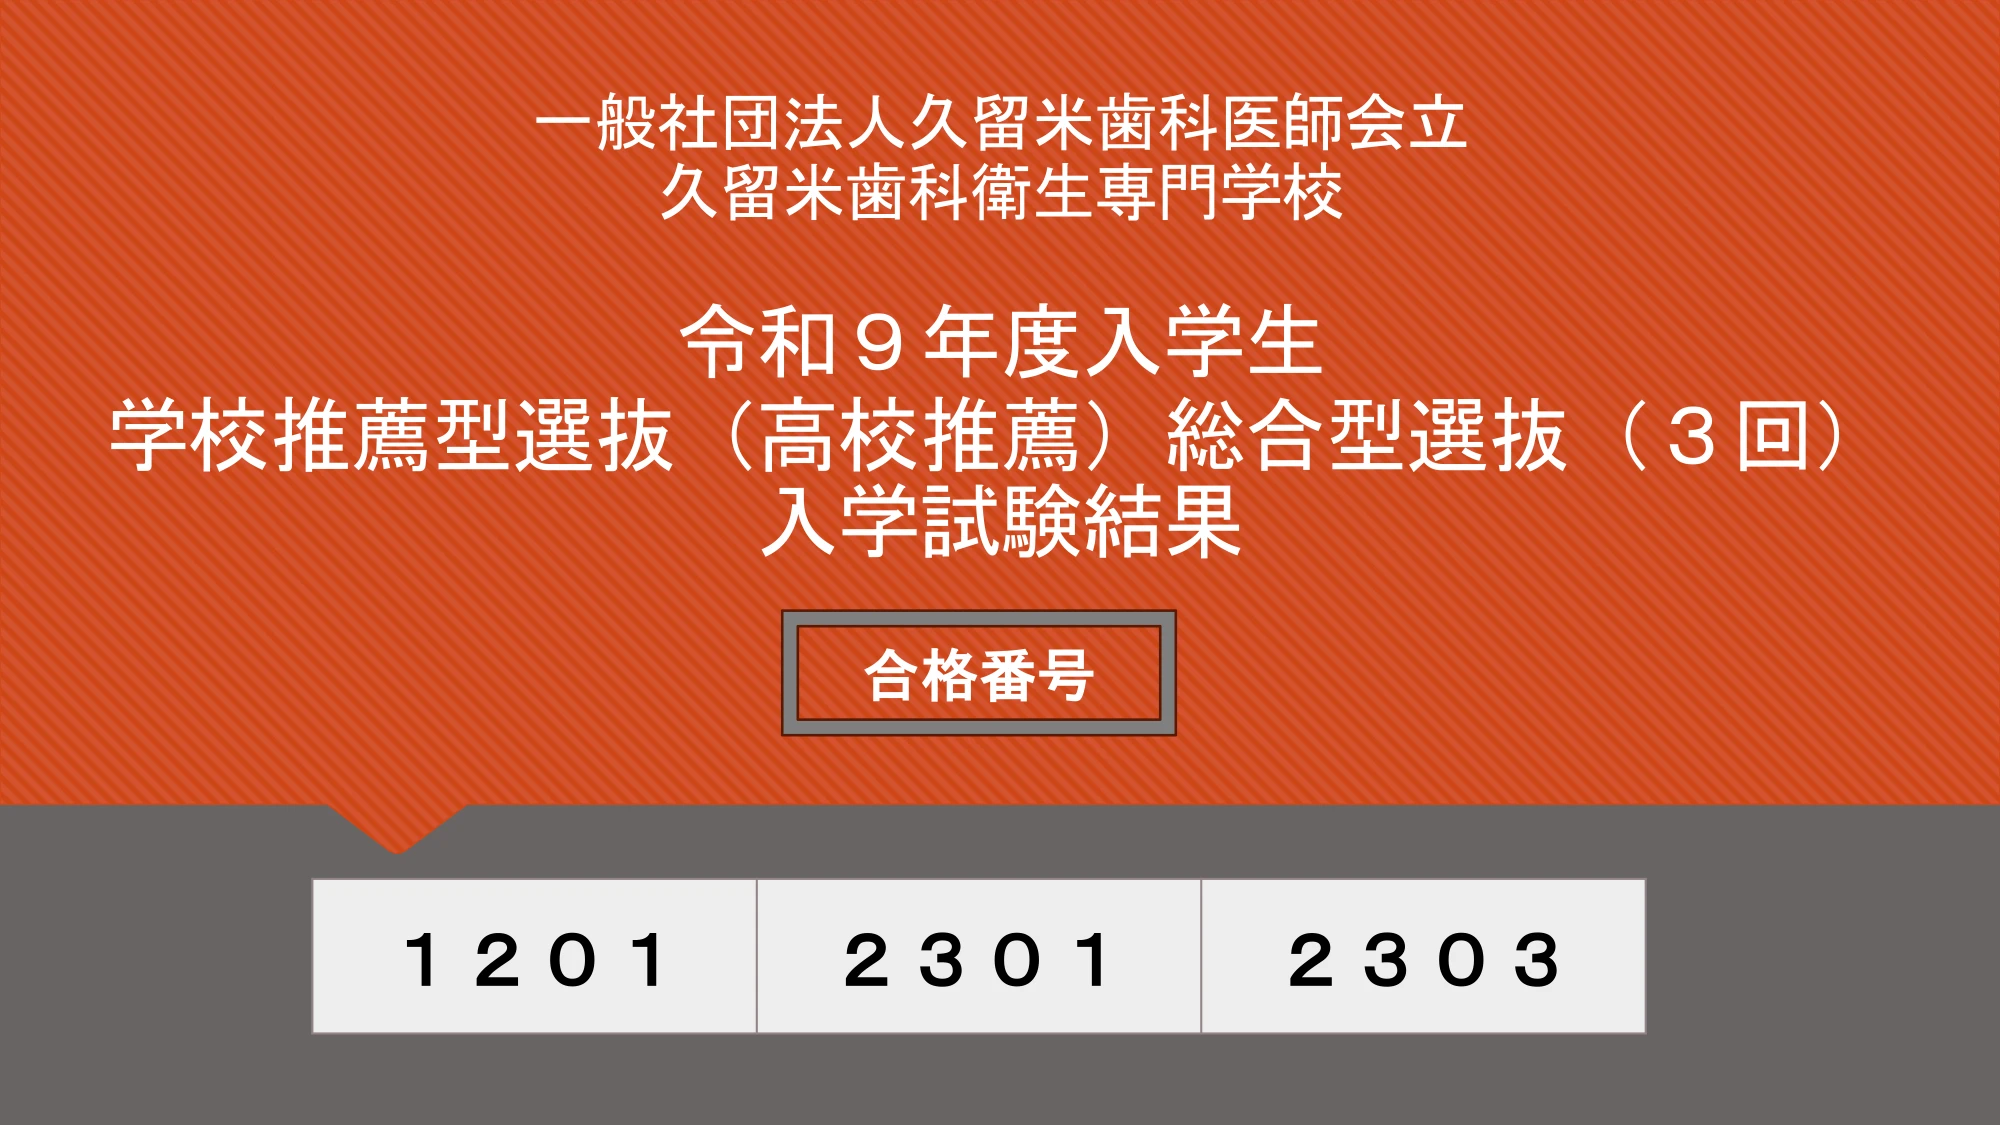 一般社団法人久留米歯科医師会立
久留米歯科衛生専門学校
令和９年度入学生
学校推薦型選抜（高校推薦）総合型選抜（３回）
入学試験結果
合格番号
１２０１ ２３０１ ２３０３